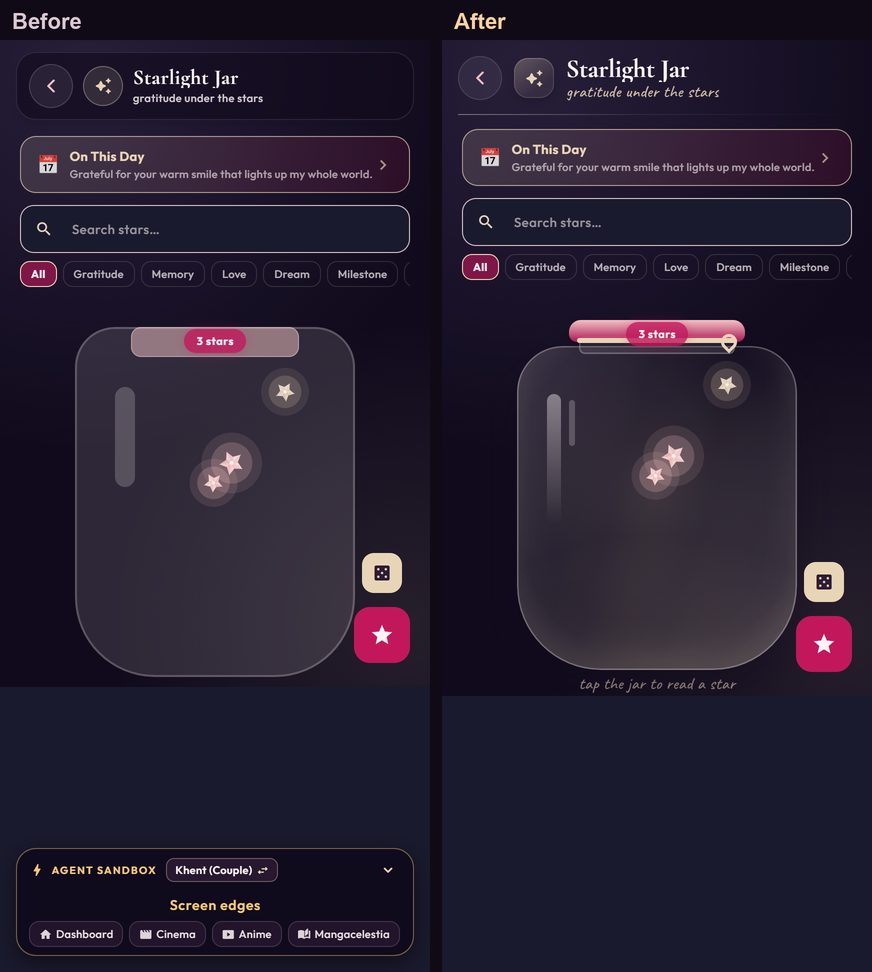 Before
Starlight Jar
gratitude under the stars
July
17
On This Day
Grateful for your warm smile that lights up my whole world.
Search stars...
All
Gratitude
Memory
Love
Dream
Milestone
3 stars
AGENT SANDBOX
Khent (Couple)
Screen edges
Dashboard
Cinema
Anime
Mangacelestia
After
Starlight Jar
gratitude under the stars
July
17
On This Day
Grateful for your warm smile that lights up my whole world.
Search stars...
All
Gratitude
Memory
Love
Dream
Milestone
3 stars
tap the jar to read a star